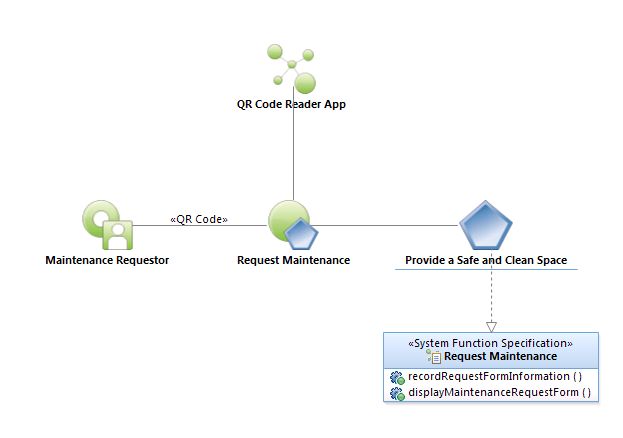 QR Code Reader App
«QR Code»
Maintenance Requestor
Request Maintenance
Provide a Safe and Clean Space
«System Function Specification»
Request Maintenance
recordRequestFormInformation ( )
displayMaintenanceRequestForm ( )